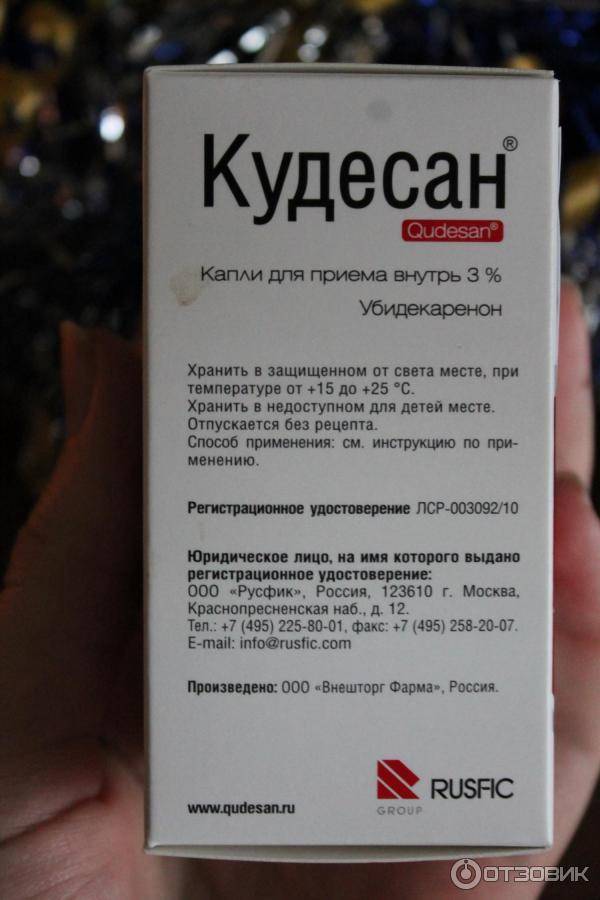 Кудесан®
Qudesan®
Капли для приема внутрь 3 %
Убидекаренон
Хранить в защищенном от света месте, при
температуре от +15 до +25 °C.
Хранить в недоступном для детей месте.
Отпускается без рецепта.
Способ применения: см. инструкцию по при-
менению.
Регистрационное удостоверение ЛСР-003092/10
Юридическое лицо, на имя которого выдано
регистрационное удостоверение:
ООО «Русфик», Россия, 123610 г. Москва,
Краснопресненская наб., д. 12.
Тел.: +7 (495) 225-80-01, факс: +7 (495) 258-20-07.
E-mail: info@rusfic.com
Произведено: ООО «Внешторг Фарма», Россия.
www.qudesan.ru
GROUP
RUSFIC
ОТЗОВИК